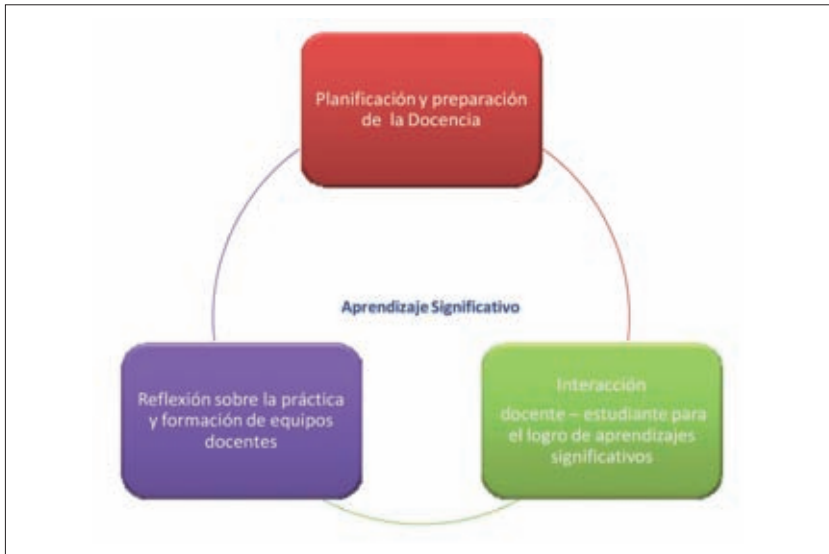 Planificación y preparación
de la Docencia
Aprendizaje Significativo
Reflexión sobre la práctica
y formación de equipos
docentes
Interacción
docente – estudiante para
el logro de aprendizajes
significativos